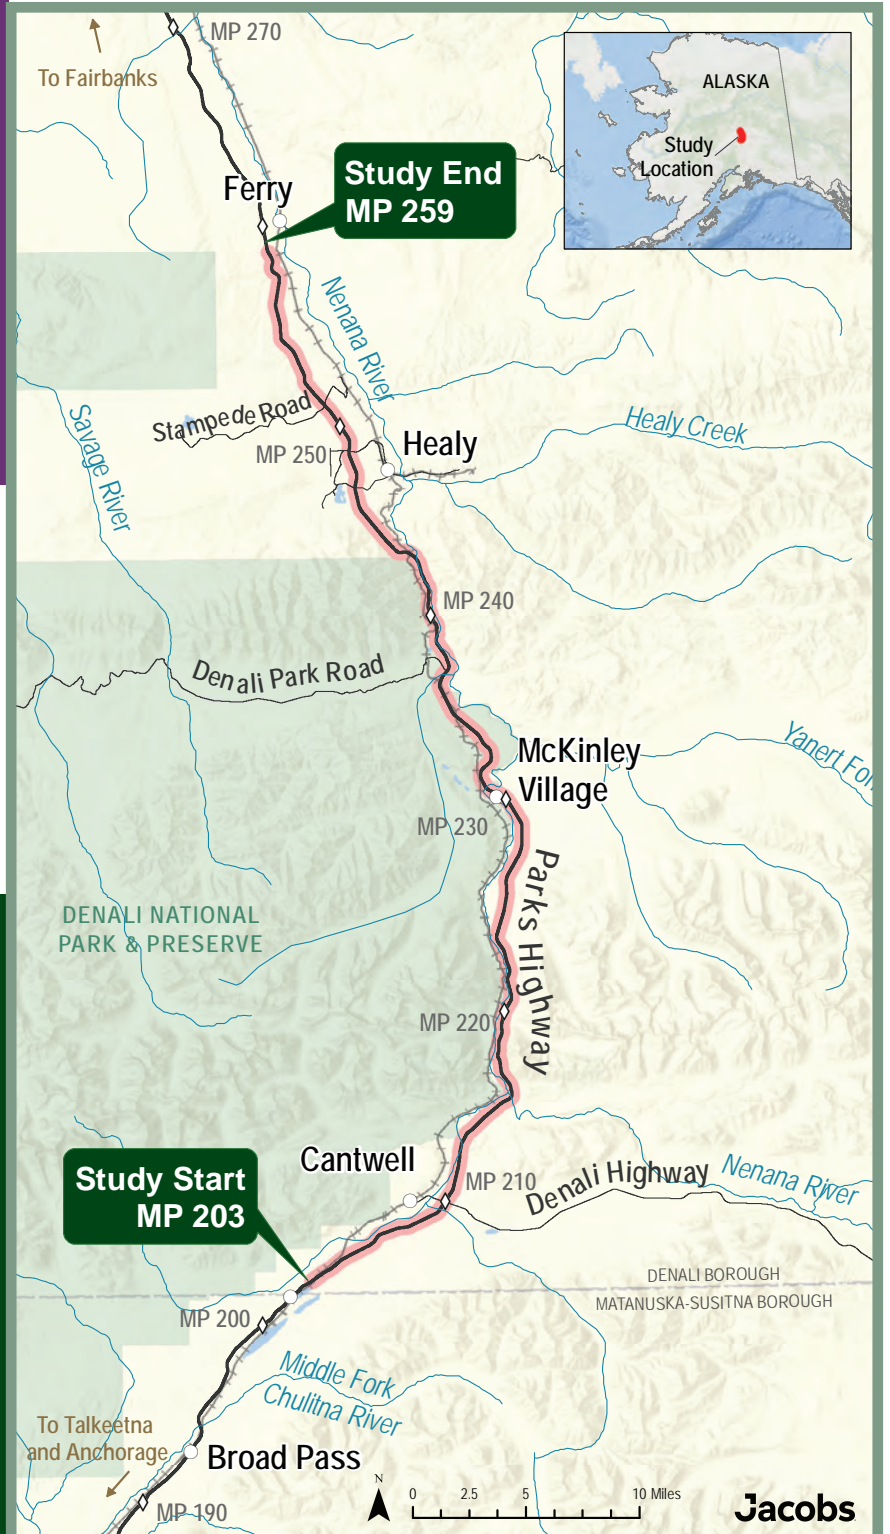 MP 270
To Fairbanks
ALASKA
Study
Location
Ferry
Study End
MP 259
Nenana River
Stampede Road
Savage River
MP 250
Healy
Healy Creek
MP 240
Denali Park Road
McKinley
Village
Yanert For
MP 230
Parks Highway
DENALI NATIONAL
PARK & PRESERVE
MP 220
Cantwell
Study Start
MP 203
MP 210
Denali Highway
Nenana River
DENALI BOROUGH
MATANUSKA-SUSITNA BOROUGH
MP 200
Middle Fork
Chulitna River
To Talkeetna
and Anchorage
Broad Pass
MP 190
N
0 2.5 5 10 Miles
Jacobs